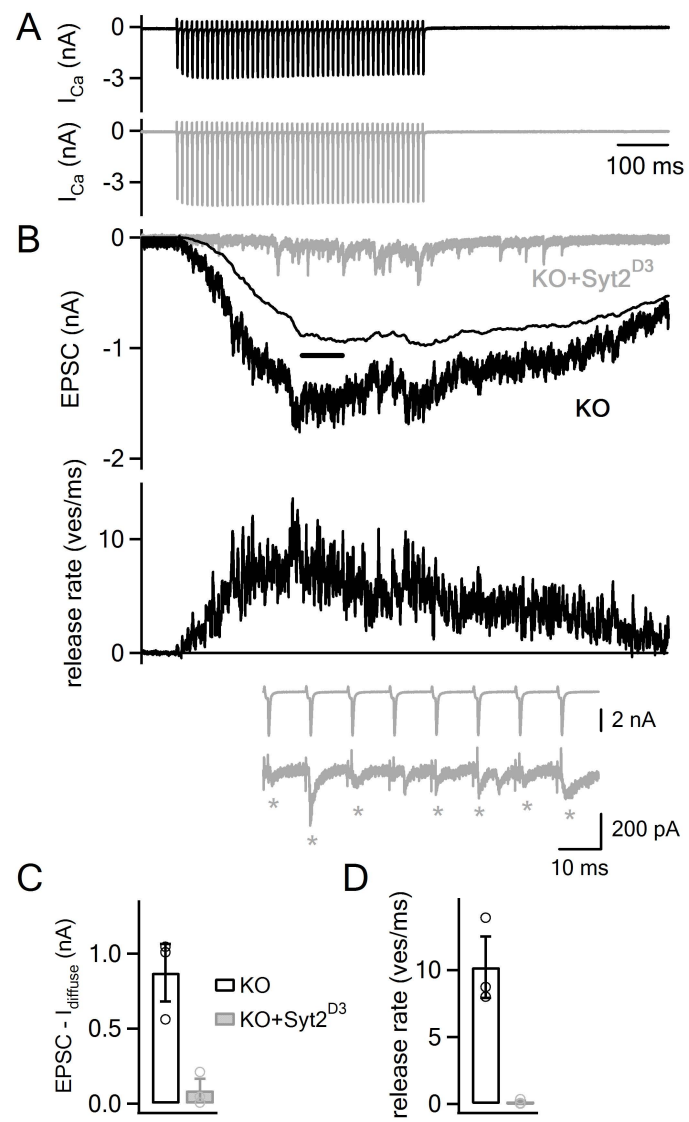 A
I_Ca (nA)
0
-3
I_Ca (nA)
0
-3
100 ms
B
EPSC (nA)
0
-1
-2
KO+Syt2^D3
KO
release rate (ves/ms)
10
0
2 nA
* * * * * * *
200 pA
10 ms
C
EPSC - I_diffuse (nA)
1.0
0.5
0.0
KO
KO+Syt2^D3
D
release rate (ves/ms)
10
5
0